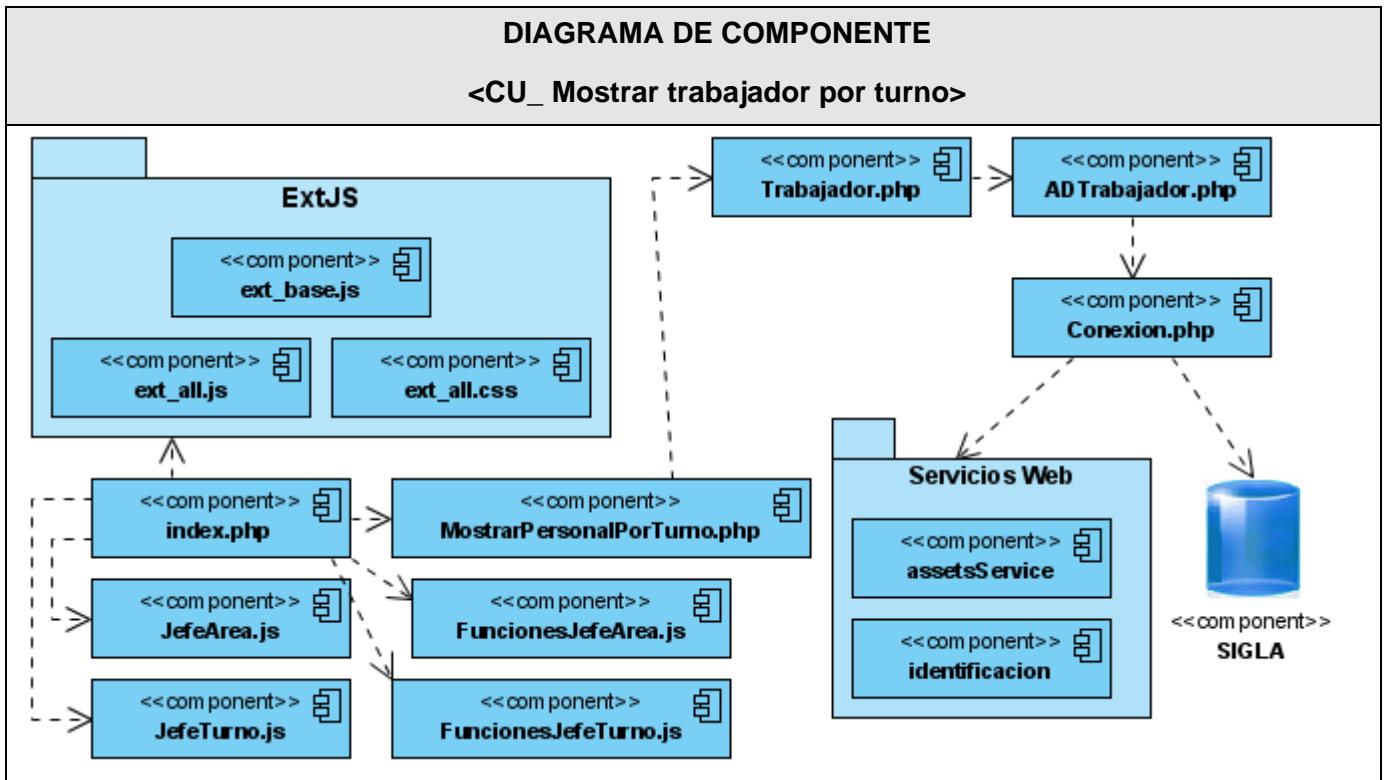 DIAGRAMA DE COMPONENTE
<CU_ Mostrar trabajador por turno>
ExtJS
<<component>>
ext_base.js
<<component>>
ext_all.js
<<component>>
ext_all.css
<<component>>
Trabajador.php
<<component>>
ADTrabajador.php
<<component>>
Conexion.php
<<component>>
index.php
<<component>>
MostrarPersonalPorTurno.php
<<component>>
JefeArea.js
<<component>>
FuncionesJefeArea.js
<<component>>
JefeTurno.js
<<component>>
FuncionesJefeTurno.js
Servicios Web
<<component>>
assetsService
<<component>>
identificacion
<<component>>
SIGLA